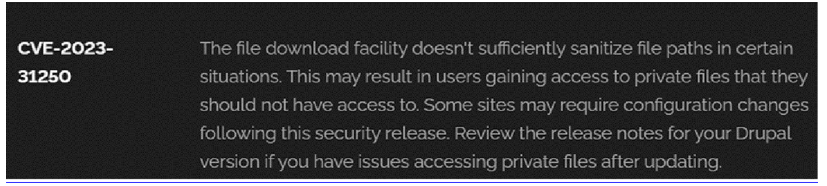 CVE-2023-
31250
The file download facility doesn't sufficiently sanitize file paths in certain
situations. This may result in users gaining access to private files that they
should not have access to. Some sites may require configuration changes
following this security release. Review the release notes for your Drupal
version if you have issues accessing private files after updating.